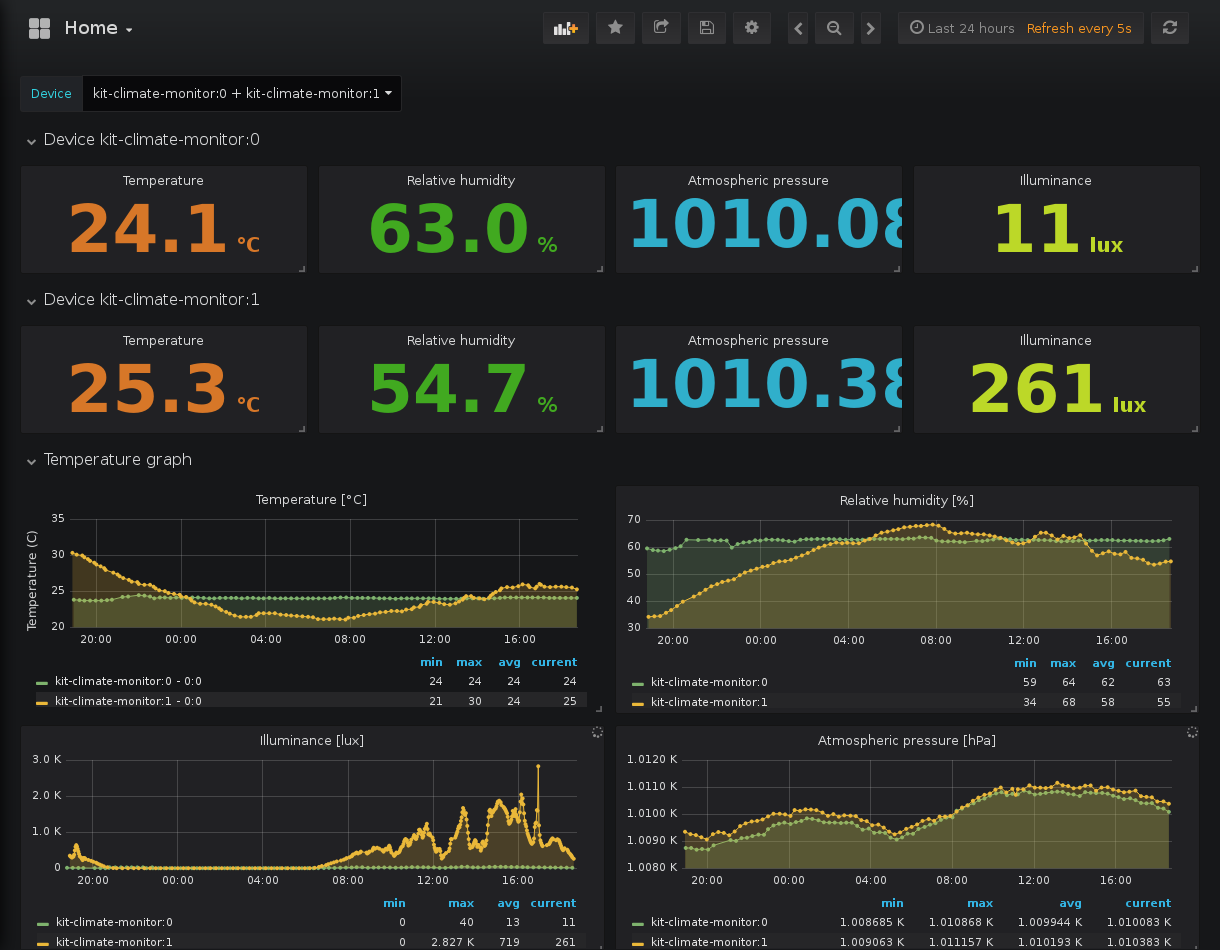 Home
Last 24 hours Refresh every 5s
Device kit-climate-monitor:0 + kit-climate-monitor:1
Device kit-climate-monitor:0
Temperature Relative humidity Atmospheric pressure Illuminance
24.1 °C 63.0 % 1010.08 11 lux
Device kit-climate-monitor:1
Temperature Relative humidity Atmospheric pressure Illuminance
25.3 °C 54.7 % 1010.38 261 lux
Temperature graph
Temperature [°C]
Temperature (C)
35
30
25
20
20:00 00:00 04:00 08:00 12:00 16:00
min max avg current
kit-climate-monitor:0 - 0:0 24 24 24 24
kit-climate-monitor:1 - 0:0 21 30 24 25
Relative humidity [%]
70
60
50
40
30
20:00 00:00 04:00 08:00 12:00 16:00
min max avg current
kit-climate-monitor:0 59 64 62 63
kit-climate-monitor:1 34 68 58 55
Illuminance [lux]
3.0 K
2.0 K
1.0 K
0
20:00 00:00 04:00 08:00 12:00 16:00
min max avg current
kit-climate-monitor:0 0 40 13 11
kit-climate-monitor:1 0 2.827 K 719 261
Atmospheric pressure [hPa]
1.0120 K
1.0110 K
1.0100 K
1.0090 K
1.0080 K
20:00 00:00 04:00 08:00 12:00 16:00
min max avg current
kit-climate-monitor:0 1.008685 K 1.010868 K 1.009944 K 1.010083 K
kit-climate-monitor:1 1.009063 K 1.011157 K 1.010193 K 1.010383 K